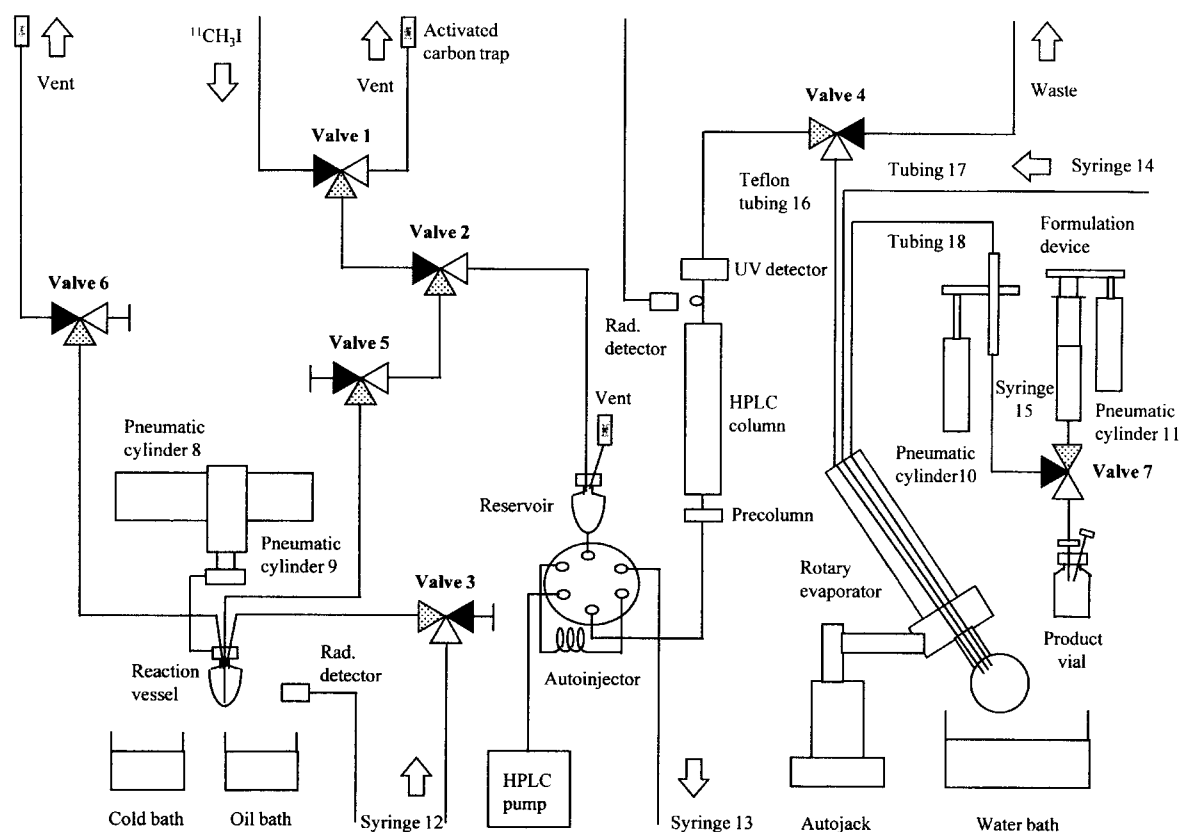 ¹¹CH₃I
Vent
Vent
Activated
carbon trap
Valve 1
Valve 4
Waste
Tubing 17
Syringe 14
Teflon
tubing 16
Valve 2
Tubing 18
Formulation
device
Valve 6
UV detector
Rad.
detector
Valve 5
Vent
HPLC
column
Syringe
15
Pneumatic
cylinder 11
Pneumatic
cylinder 8
Pneumatic
cylinder10
Valve 7
Reservoir
Precolumn
Pneumatic
cylinder 9
Valve 3
Rotary
evaporator
Product
vial
Reaction
vessel
Rad.
detector
Autoinjector
HPLC
pump
Cold bath
Oil bath
Syringe 12
Syringe 13
Autojack
Water bath